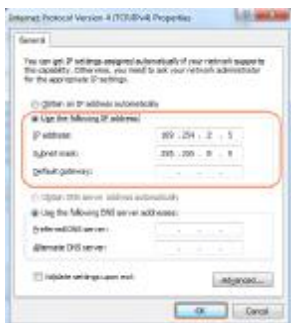 Internet Protocol Version 4 (TCP/IPv4) Properties
General
You can get IP settings assigned automatically if your network supports
this capability. Otherwise, you need to ask your network administrator
for the appropriate IP settings.
Obtain an IP address automatically
Use the following IP address:
IP address: 169 . 254 . 2 . 5
Subnet mask: 255 . 255 . 0 . 0
Default gateway:
Obtain DNS server address automatically
Use the following DNS server addresses:
Preferred DNS server:
Alternate DNS server:
Validate settings upon exit
Advanced...
OK Cancel